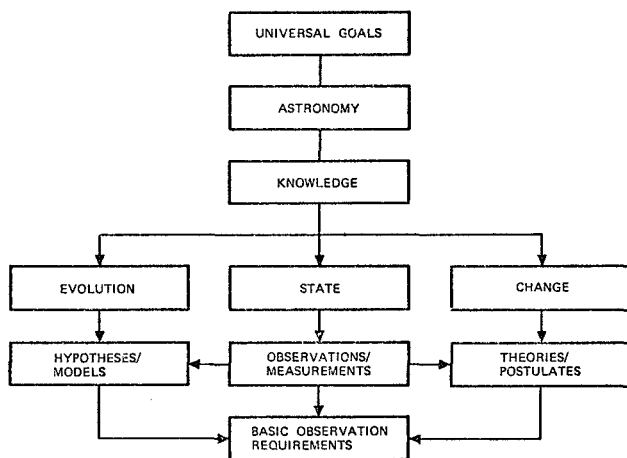 UNIVERSAL GOALS
ASTRONOMY
KNOWLEDGE
EVOLUTION
STATE
CHANGE
HYPOTHESES/
MODELS
OBSERVATIONS/
MEASUREMENTS
THEORIES/
POSTULATES
BASIC OBSERVATION
REQUIREMENTS